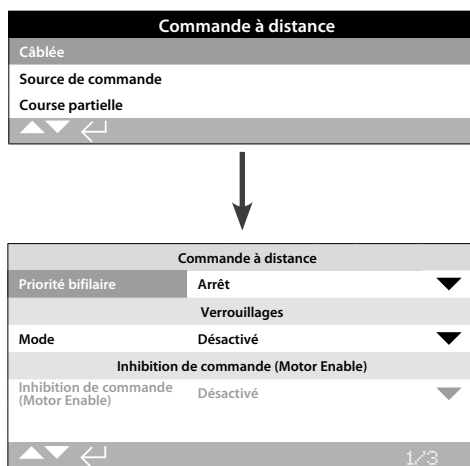 Commande à distance
Câblée
Source de commande
Course partielle
Commande à distance
Priorité bifilaire Arrêt
Verrouillages
Mode Désactivé
Inhibition de commande (Motor Enable)
Inhibition de commande
(Motor Enable) Désactivé
1/3